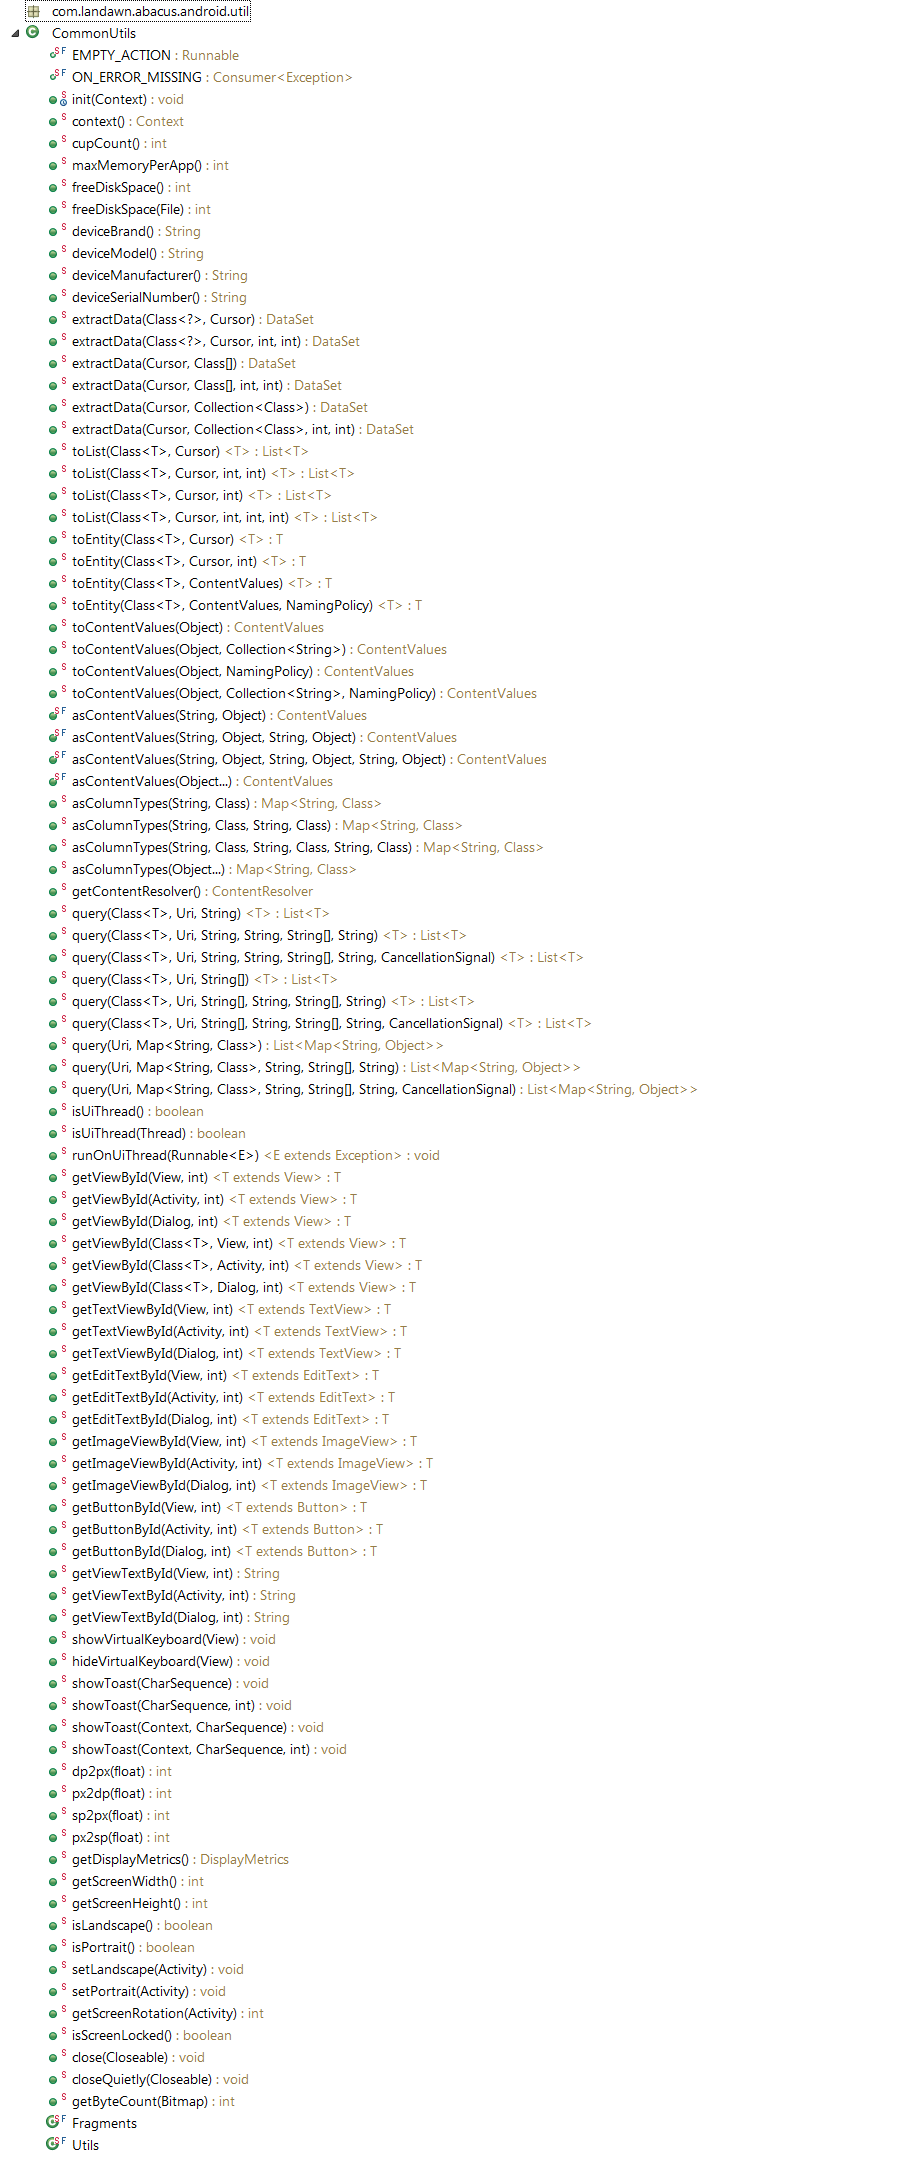 com.landawn.abacus.android.util
CommonUtils
EMPTY_ACTION : Runnable
ON_ERROR_MISSING : Consumer<Exception>
init(Context) : void
context() : Context
cupCount() : int
maxMemoryPerApp() : int
freeDiskSpace() : int
freeDiskSpace(File) : int
deviceBrand() : String
deviceModel() : String
deviceManufacturer() : String
deviceSerialNumber() : String
extractData(Class<?>, Cursor) : DataSet
extractData(Class<?>, Cursor, int, int) : DataSet
extractData(Cursor, Class[]) : DataSet
extractData(Cursor, Class[], int, int) : DataSet
extractData(Cursor, Collection<Class>) : DataSet
extractData(Cursor, Collection<Class>, int, int) : DataSet
toList(Class<T>, Cursor) <T> : List<T>
toList(Class<T>, Cursor, int, int) <T> : List<T>
toList(Class<T>, Cursor, int) <T> : List<T>
toList(Class<T>, Cursor, int, int, int) <T> : List<T>
toEntity(Class<T>, Cursor) <T> : T
toEntity(Class<T>, Cursor, int) <T> : T
toEntity(Class<T>, ContentValues) <T> : T
toEntity(Class<T>, ContentValues, NamingPolicy) <T> : T
toContentValues(Object) : ContentValues
toContentValues(Object, Collection<String>) : ContentValues
toContentValues(Object, NamingPolicy) : ContentValues
toContentValues(Object, Collection<String>, NamingPolicy) : ContentValues
asContentValues(String, Object) : ContentValues
asContentValues(String, Object, String, Object) : ContentValues
asContentValues(String, Object, String, Object, String, Object) : ContentValues
asContentValues(Object...) : ContentValues
asColumnTypes(String, Class) : Map<String, Class>
asColumnTypes(String, Class, String, Class) : Map<String, Class>
asColumnTypes(String, Class, String, Class, String, Class) : Map<String, Class>
asColumnTypes(Object...) : Map<String, Class>
getContentResolver() : ContentResolver
query(Class<T>, Uri, String) <T> : List<T>
query(Class<T>, Uri, String, String, String[], String) <T> : List<T>
query(Class<T>, Uri, String, String, String[], String, CancellationSignal) <T> : List<T>
query(Class<T>, Uri, String[]) <T> : List<T>
query(Class<T>, Uri, String[], String, String[], String) <T> : List<T>
query(Class<T>, Uri, String[], String, String[], String, CancellationSignal) <T> : List<T>
query(Uri, Map<String, Class>) : List<Map<String, Object>>
query(Uri, Map<String, Class>, String, String[], String) : List<Map<String, Object>>
query(Uri, Map<String, Class>, String, String[], String, CancellationSignal) : List<Map<String, Object>>
isUiThread() : boolean
isUiThread(Thread) : boolean
runOnUiThread(Runnable<E>) <E extends Exception> : void
getViewById(View, int) <T extends View> : T
getViewById(Activity, int) <T extends View> : T
getViewById(Dialog, int) <T extends View> : T
getViewById(Class<T>, View, int) <T extends View> : T
getViewById(Class<T>, Activity, int) <T extends View> : T
getViewById(Class<T>, Dialog, int) <T extends View> : T
getTextViewById(View, int) <T extends TextView> : T
getTextViewById(Activity, int) <T extends TextView> : T
getTextViewById(Dialog, int) <T extends TextView> : T
getEditTextById(View, int) <T extends EditText> : T
getEditTextById(Activity, int) <T extends EditText> : T
getEditTextById(Dialog, int) <T extends EditText> : T
getImageViewById(View, int) <T extends ImageView> : T
getImageViewById(Activity, int) <T extends ImageView> : T
getImageViewById(Dialog, int) <T extends ImageView> : T
getButtonById(View, int) <T extends Button> : T
getButtonById(Activity, int) <T extends Button> : T
getButtonById(Dialog, int) <T extends Button> : T
getViewTextById(View, int) : String
getViewTextById(Activity, int) : String
getViewTextById(Dialog, int) : String
showVirtualKeyboard(View) : void
hideVirtualKeyboard(View) : void
showToast(CharSequence) : void
showToast(CharSequence, int) : void
showToast(Context, CharSequence) : void
showToast(Context, CharSequence, int) : void
dp2px(float) : int
px2dp(float) : int
sp2px(float) : int
px2sp(float) : int
getDisplayMetrics() : DisplayMetrics
getScreenWidth() : int
getScreenHeight() : int
isLandscape() : boolean
isPortrait() : boolean
setLandscape(Activity) : void
setPortrait(Activity) : void
getScreenRotation(Activity) : int
isScreenLocked() : boolean
close(Closeable) : void
closeQuietly(Closeable) : void
getByteCount(Bitmap) : int
Fragments
Utils